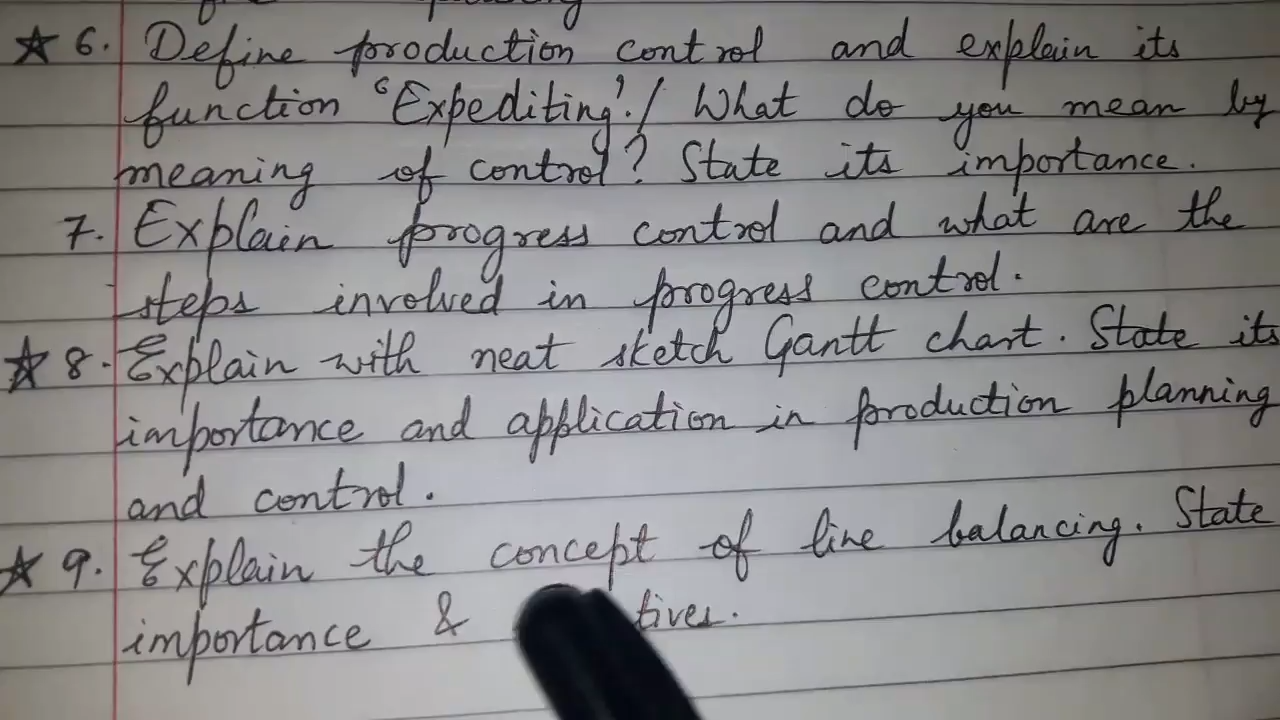 ★ 6. Define production control and explain its
function 'Expediting'./ What do you mean by
meaning of control? State its importance.
7. Explain progress control and what are the
steps involved in progress control.
★ 8. Explain with neat sketch Gantt chart. State its
importance and application in production planning
and control.
★ 9. Explain the concept of line balancing. State
importance & tives.